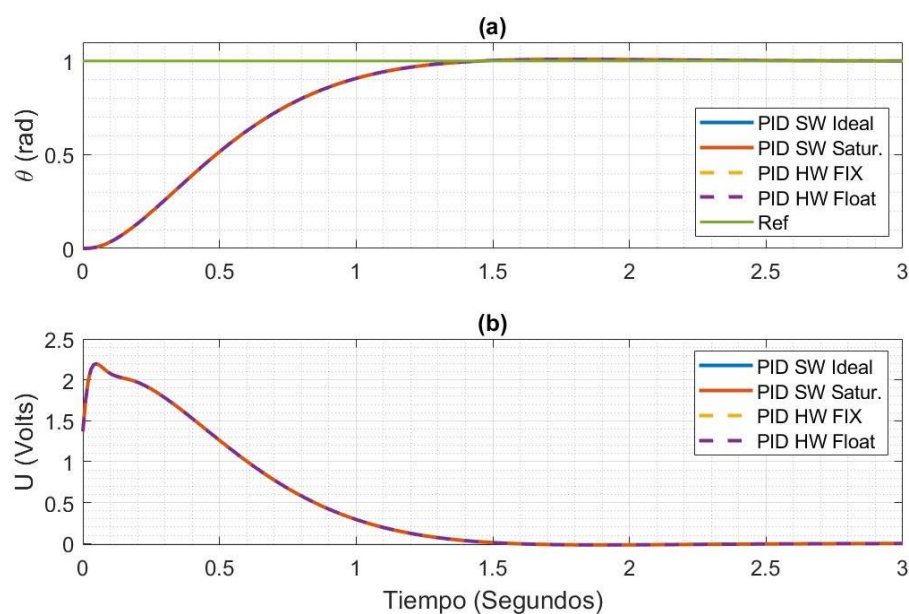 (a)
θ (rad)
1
0.5
0
PID SW Ideal
PID SW Satur.
PID HW FIX
PID HW Float
Ref
0 0.5 1 1.5 2 2.5 3
(b)
U (Volts)
2.5
2
1.5
1
0.5
0
PID SW Ideal
PID SW Satur.
PID HW FIX
PID HW Float
0 0.5 1 1.5 2 2.5 3
Tiempo (Segundos)